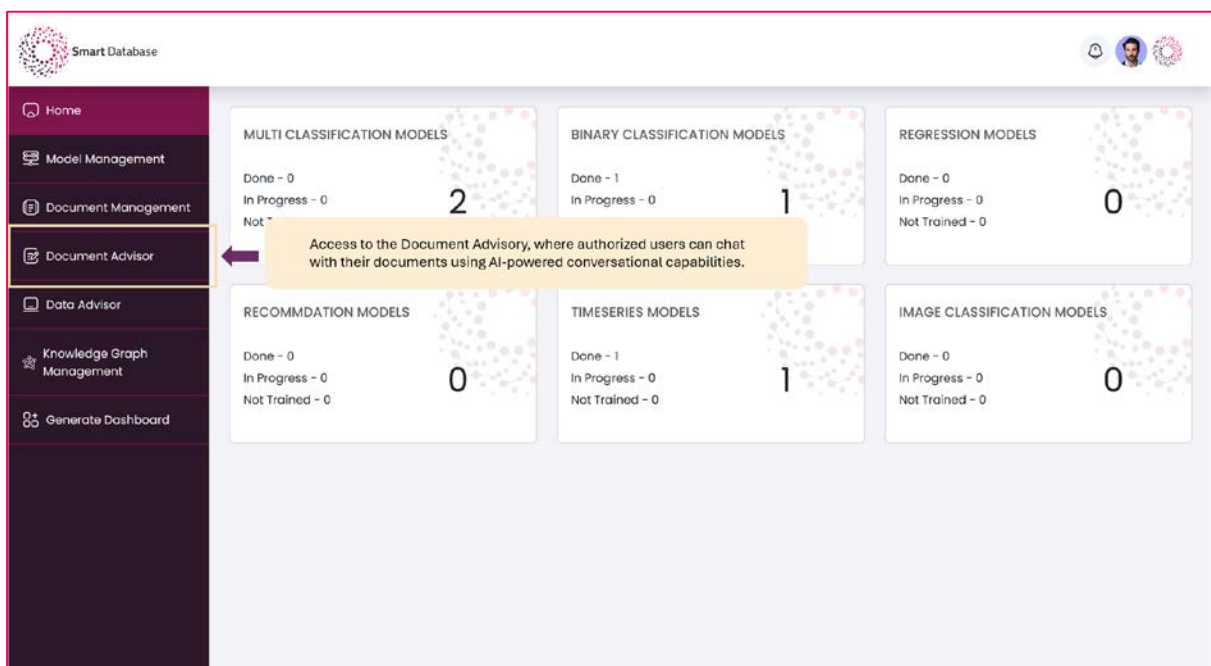 Smart Database
Home
Model Management
Document Management
Document Advisor
Data Advisor
Knowledge Graph
Management
Generate Dashboard
MULTI CLASSIFICATION MODELS
Done - 0
In Progress - 0
Not
2
BINARY CLASSIFICATION MODELS
Done - 1
In Progress - 0
1
REGRESSION MODELS
Done - 0
In Progress - 0
Not Trained - 0
0
Access to the Document Advisory, where authorized users can chat
with their documents using AI-powered conversational capabilities.
RECOMMDATION MODELS
Done - 0
In Progress - 0
Not Trained - 0
0
TIMESERIES MODELS
Done - 1
In Progress - 0
Not Trained - 0
1
IMAGE CLASSIFICATION MODELS
Done - 0
In Progress - 0
Not Trained - 0
0